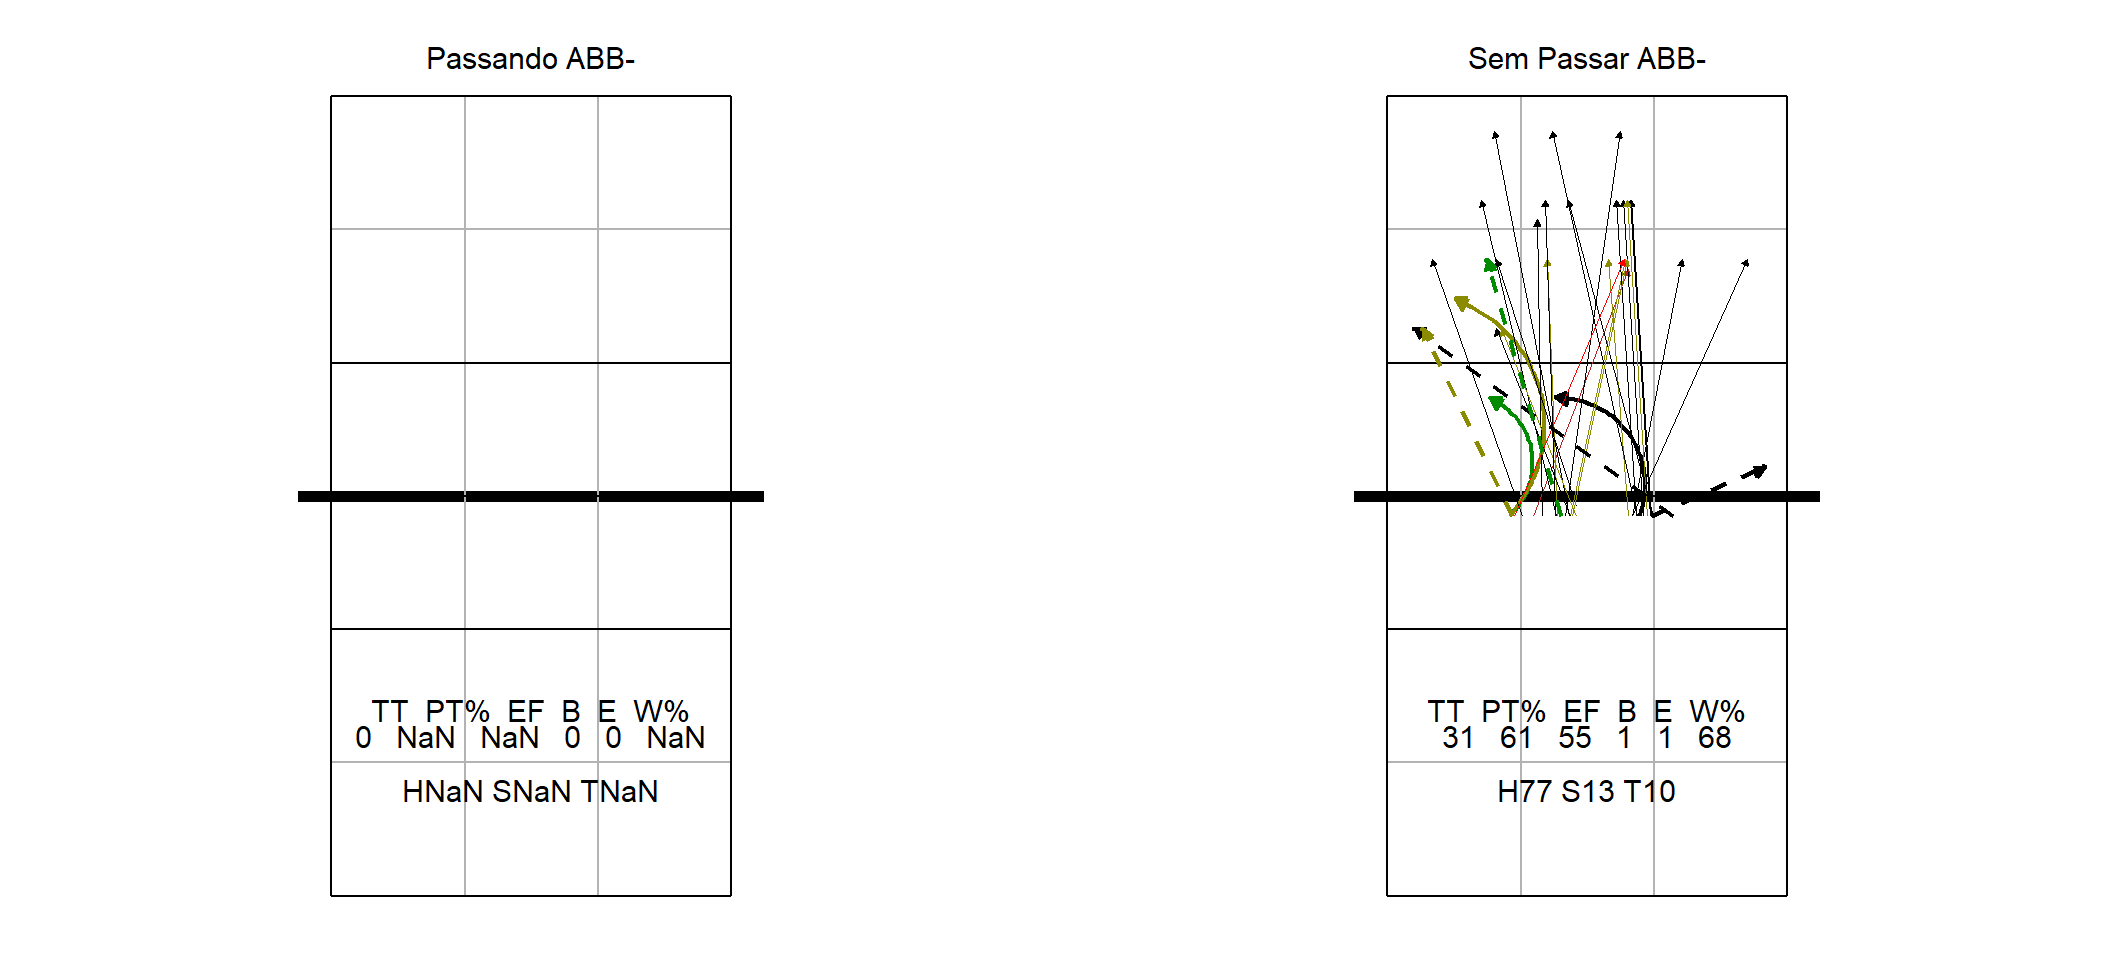 Passando ABB-
TT PT% EF B E W%
0 NaN NaN 0 0 NaN
HNaN SNaN TNaN
Sem Passar ABB-
TT PT% EF B E W%
31 61 55 1 1 68
H77 S13 T10